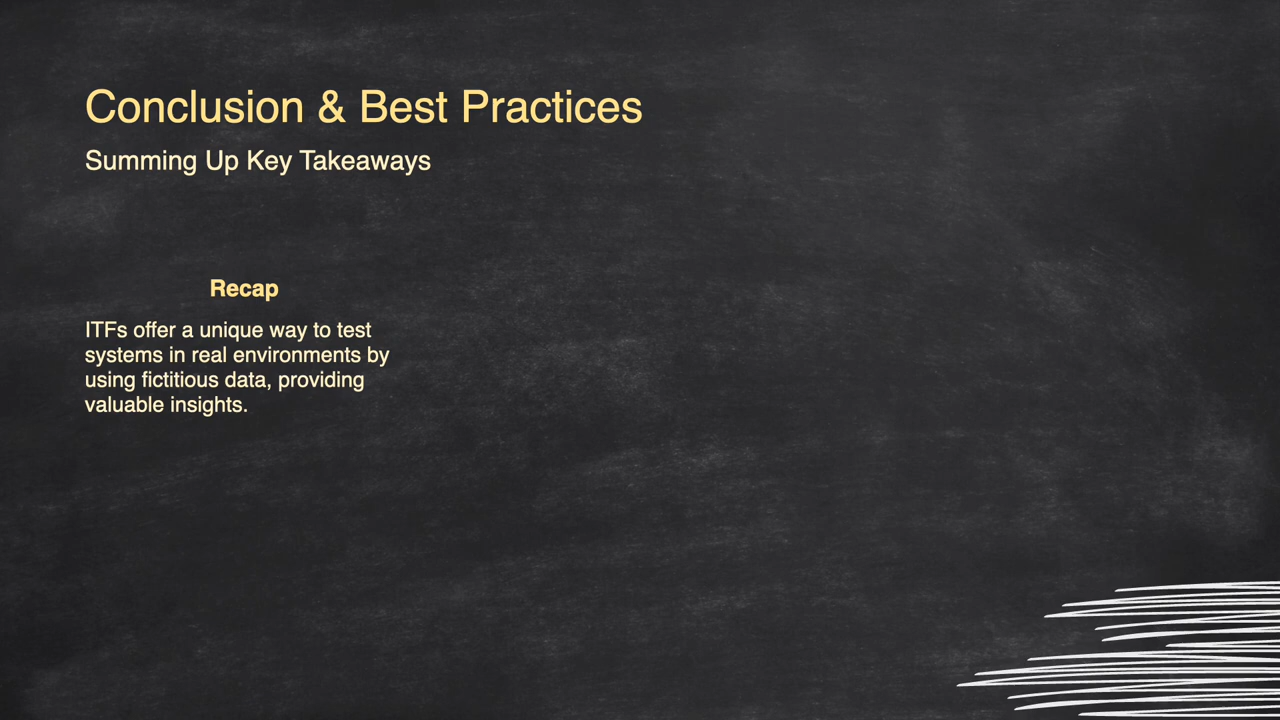 Conclusion & Best Practices
Summing Up Key Takeaways
Recap
ITFs offer a unique way to test
systems in real environments by
using fictitious data, providing
valuable insights.